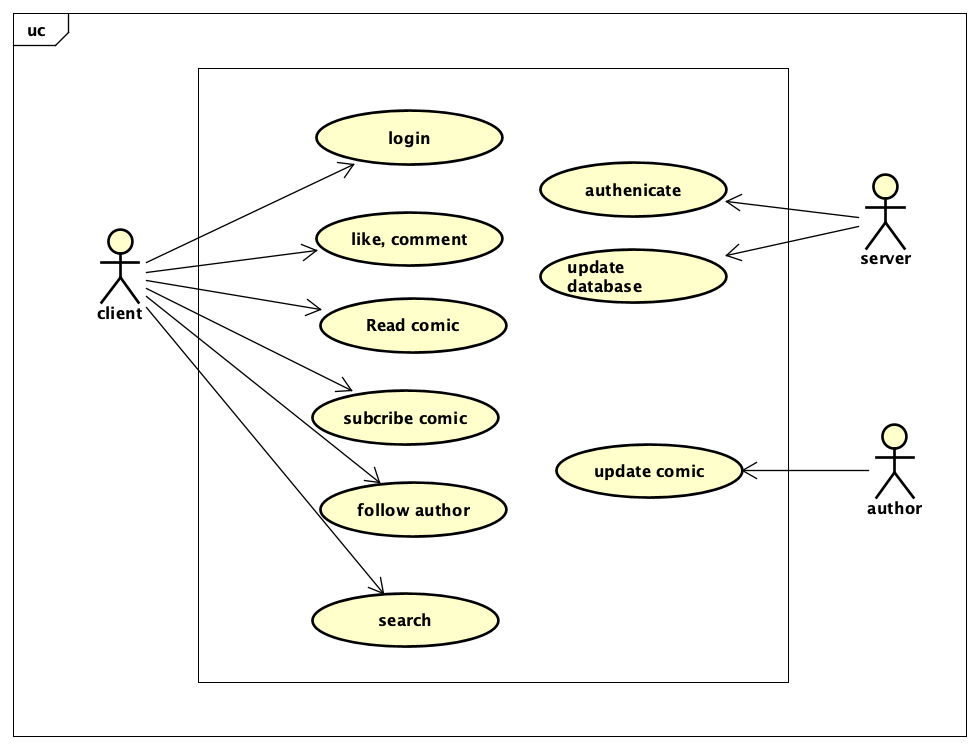 uc
login
authenicate
like, comment
server
update
database
client
Read comic
subcribe comic
update comic
author
follow author
search